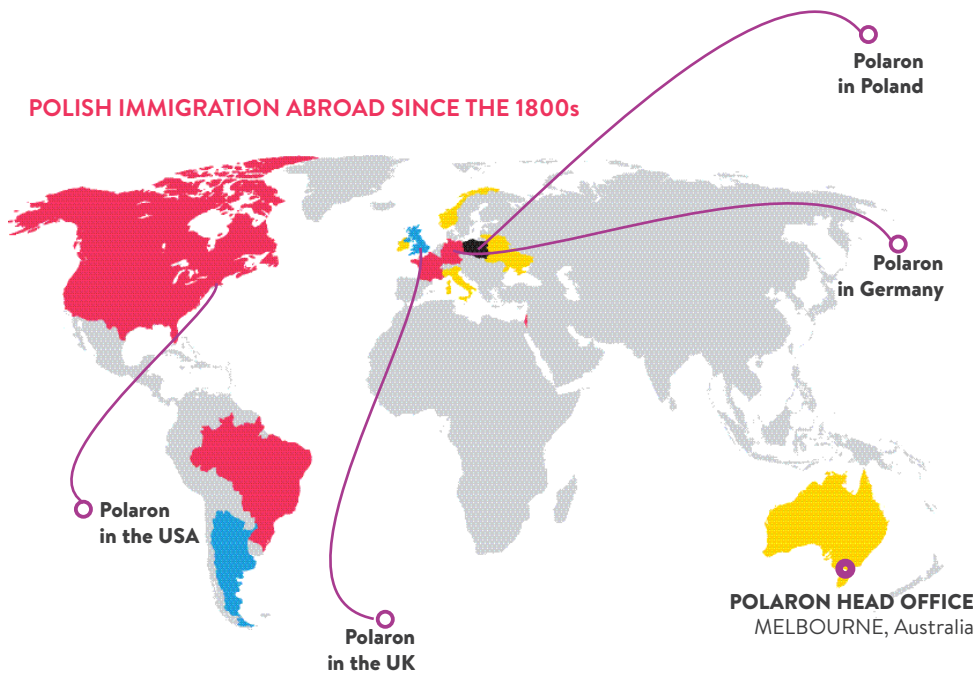 Polaron
in Poland
POLISH IMMIGRATION ABROAD SINCE THE 1800s
Polaron
in Germany
Polaron
in the USA
POLARON HEAD OFFICE
MELBOURNE, Australia
Polaron
in the UK